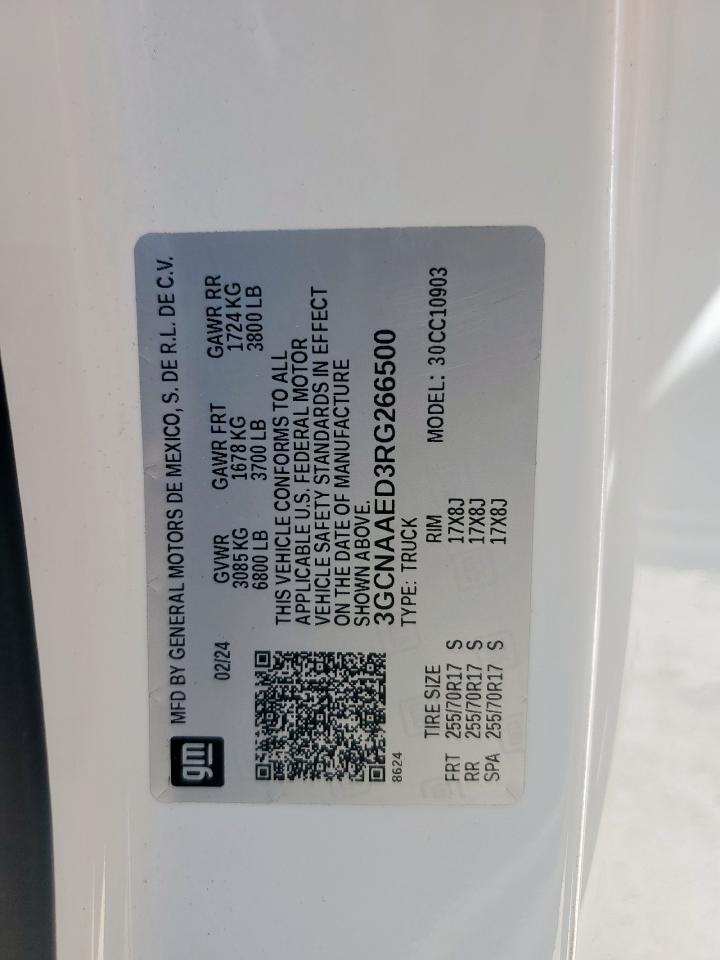 gm
MFD BY GENERAL MOTORS DE MEXICO, S. DE R.L. DE C.V.
02/24
GVWR GAWR FRT GAWR RR
3085 KG 1678 KG 1724 KG
6800 LB 3700 LB 3800 LB
THIS VEHICLE CONFORMS TO ALL
APPLICABLE U.S. FEDERAL MOTOR
VEHICLE SAFETY STANDARDS IN EFFECT
ON THE DATE OF MANUFACTURE
SHOWN ABOVE.
3GCNAAED3RG266500
8624
TYPE: TRUCK MODEL: 30CC10903
TIRE SIZE RIM
FRT 255/70R17 S 17X8J
RR 255/70R17 S 17X8J
SPA 255/70R17 S 17X8J